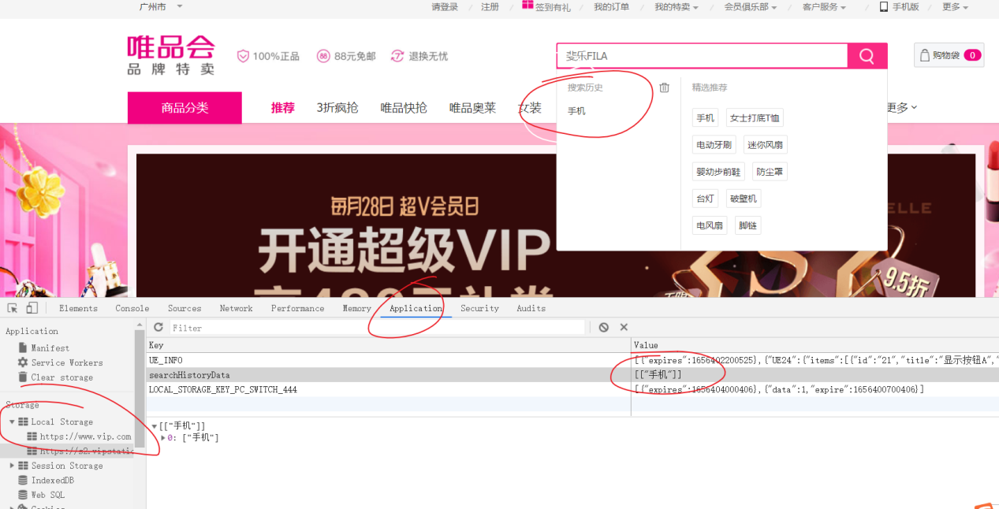 广州市
请登录 / 注册 / 签到有礼 / 我的订单 / 我的特卖 / 会员俱乐部 / 客户服务 / 手机版 / 更多
唯品会
品牌特卖
100%正品
88 88元免邮
7 退换无忧
斐乐FILA
购物袋 0
搜索历史
手机
精选推荐
手机 女士打底T恤
电动牙刷 迷你风扇
婴幼步前鞋 防尘罩
台灯 破壁机
电风扇 脚链
商品分类 推荐 3折疯抢 唯品快抢 唯品奥莱 女装 更多
每月28日 超V会员日
开通超级VIP
ELLE
9.5折
Elements Console Sources Network Performance Memory Application Security Audits
Application
Manifest
Service Workers
Clear storage
Storage
Local Storage
https://www.vip.com
https://s2.vipstatic
Session Storage
IndexedDB
Web SQL
Cookies
Filter
Key Value
UE_INFO [{"expires":1656402200525},{"UE24":{"items":[{"id":"21","title":"显示按钮A","
searchHistoryData [["手机"]]
LOCAL_STORAGE_KEY_PC_SWITCH_444 [{"expires":1656404000406},{"data":1,"expire":1656400700406}]
[["手机"]]
0: ["手机"]